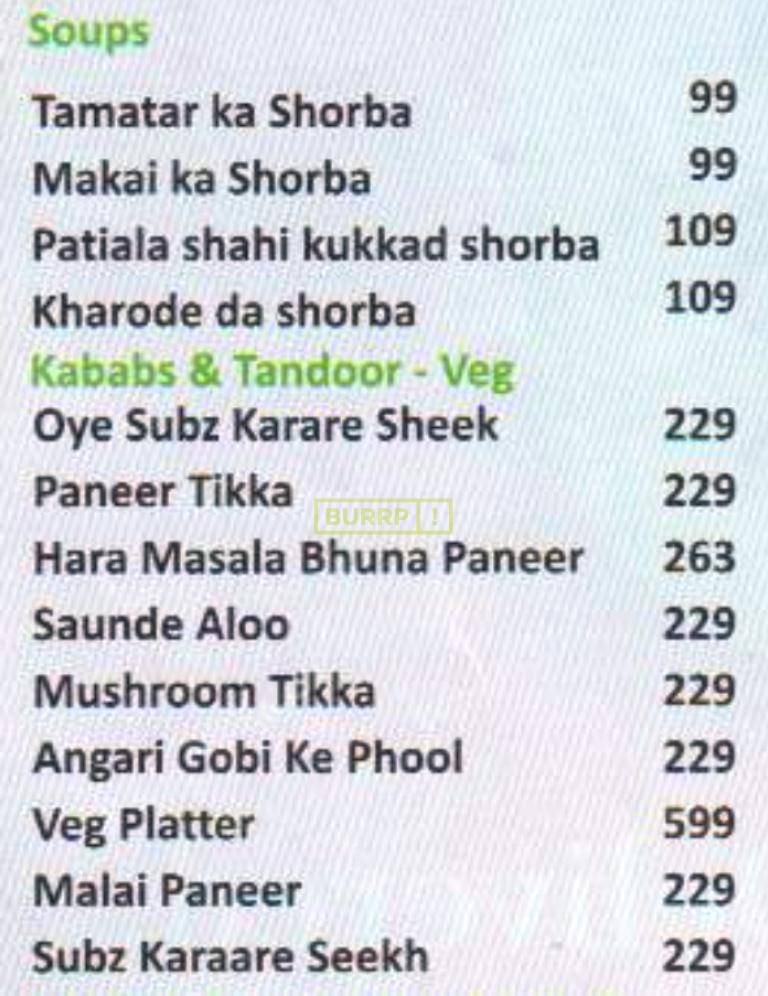 Soups
Tamatar ka Shorba 99
Makai ka Shorba 99
Patiala shahi kukkad shorba 109
Kharode da shorba 109
Kababs & Tandoor - Veg
Oye Subz Karare Sheek 229
Paneer Tikka 229
BURRP !
Hara Masala Bhuna Paneer 263
Saunde Aloo 229
Mushroom Tikka 229
Angari Gobi Ke Phool 229
Veg Platter 599
Malai Paneer 229
Subz Karaare Seekh 229